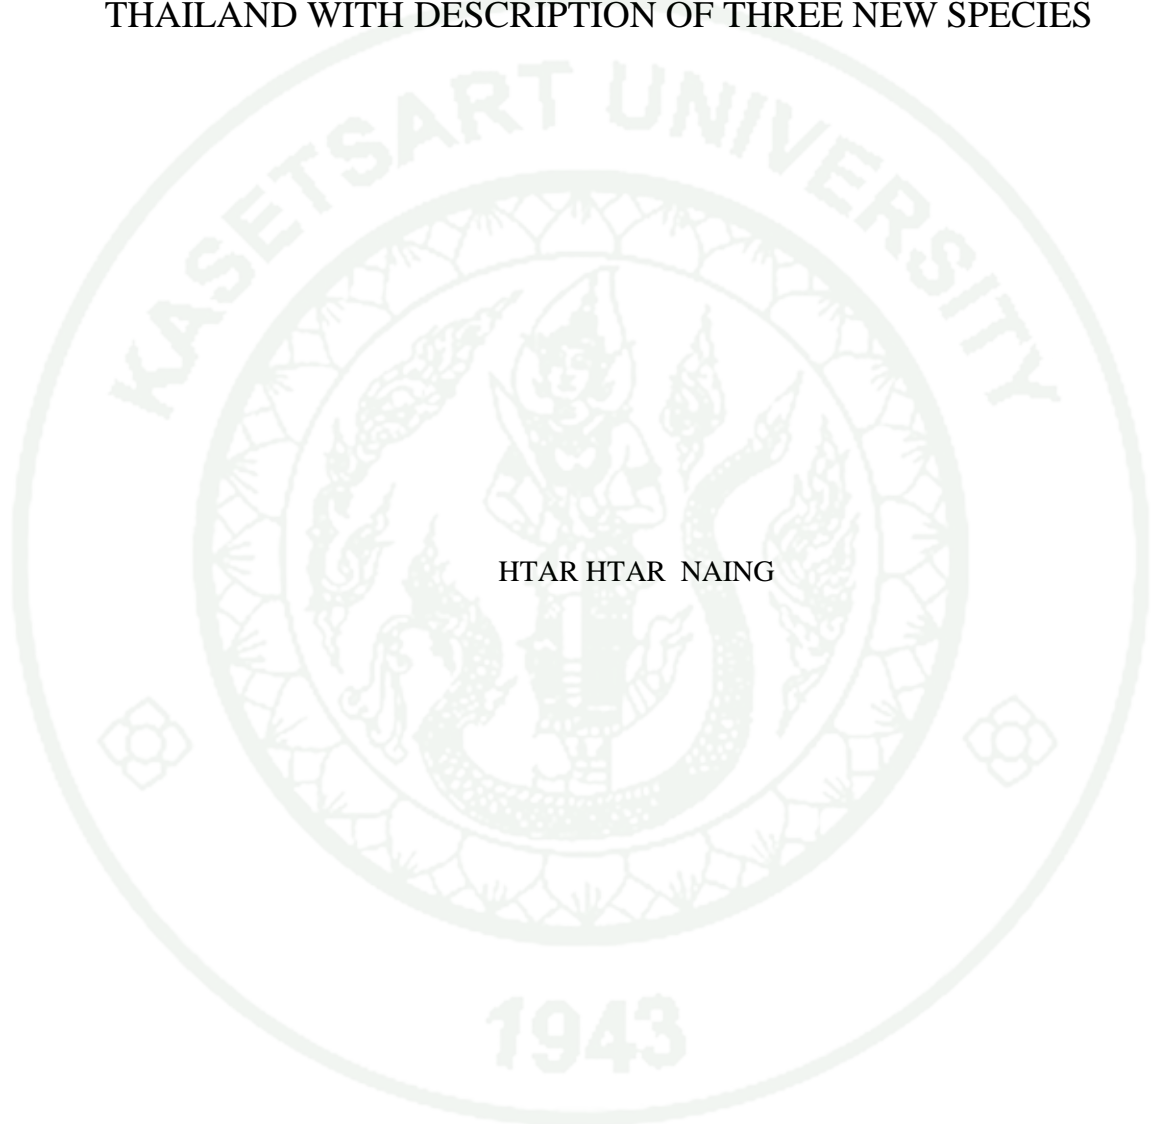 THAILAND WITH DESCRIPTION OF THREE NEW SPECIES
KASETSART UNIVERSITY
HTAR HTAR NAING
1943